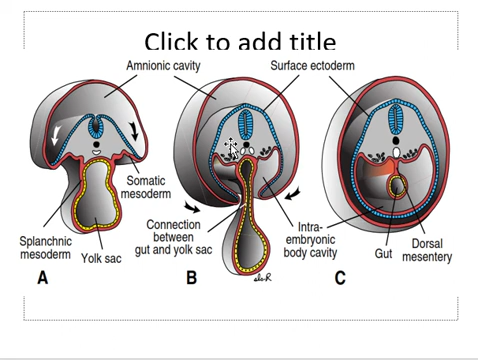 Click to add title
Amnionic cavity
Surface ectoderm
Somatic
mesoderm
Splanchnic
mesoderm
Yolk sac
Connection
between
gut and yolk sac
Intra-
embryonic
body cavity
Gut
Dorsal
mesentery
A
B
C